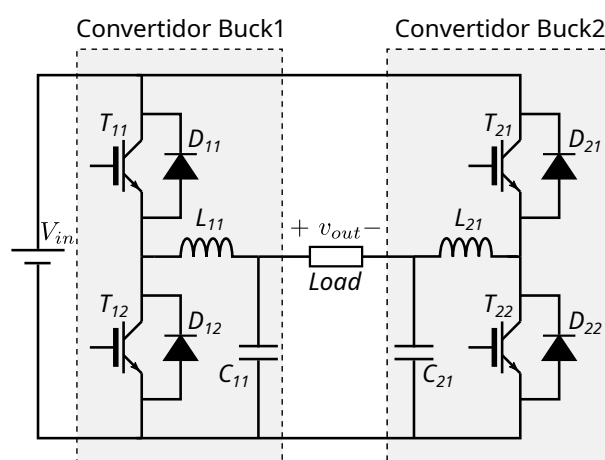 Convertidor Buck1
Convertidor Buck2
T11
D11
T21
D21
Vin
L11
+ vout −
L21
Load
T12
D12
T22
D22
C11
C21